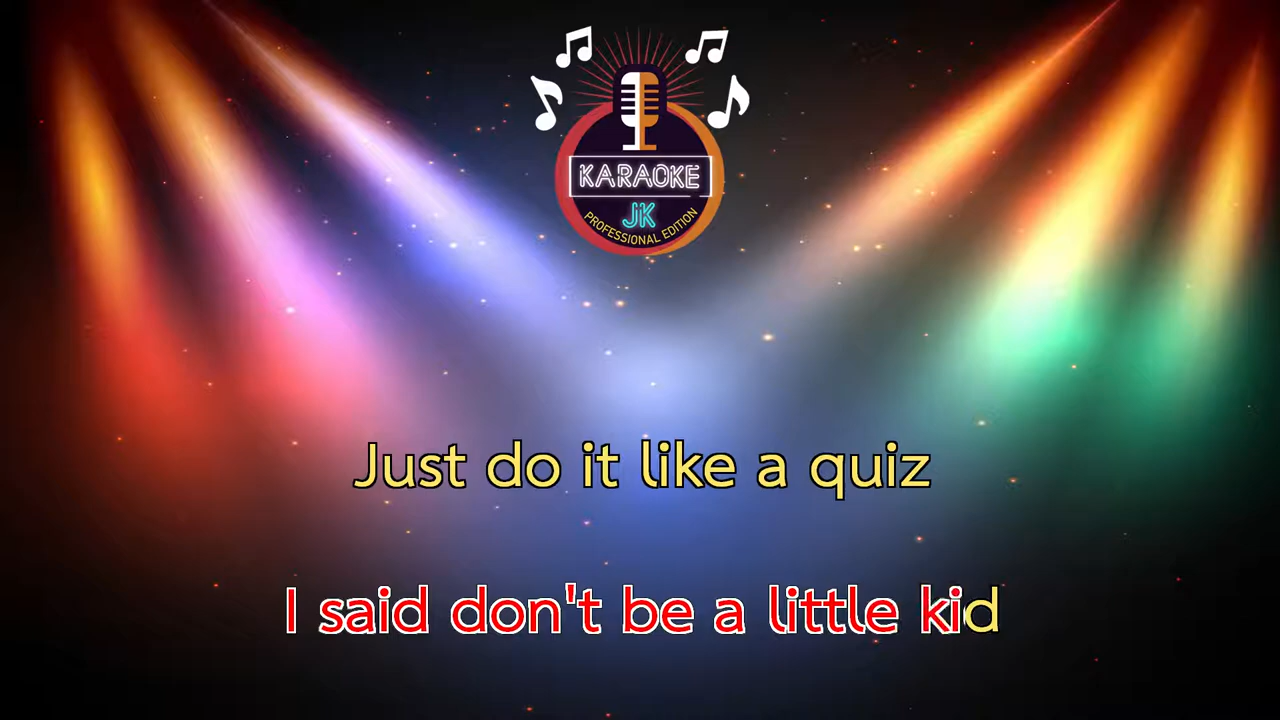 KARAOKE
JK
PROFESSIONAL EDITION
Just do it like a quiz
I said don't be a little kid